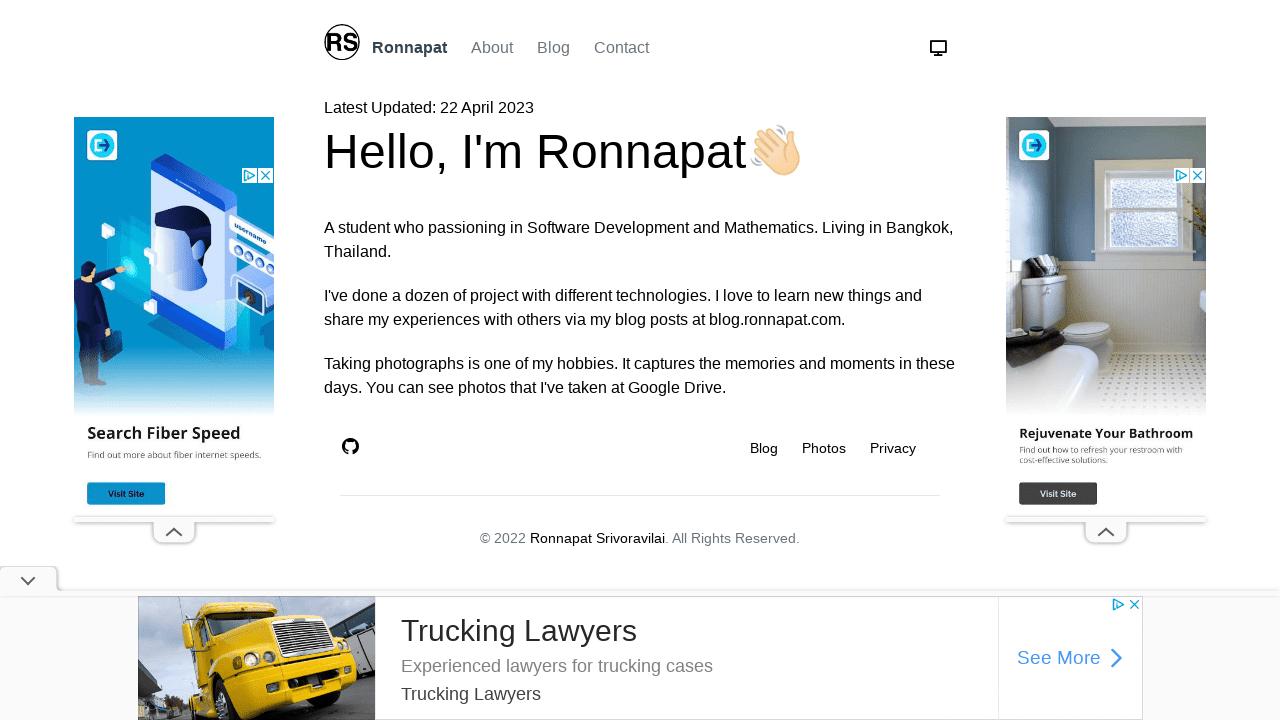 RS Ronnapat About Blog Contact
Latest Updated: 22 April 2023
Hello, I'm Ronnapat
A student who passioning in Software Development and Mathematics. Living in Bangkok,
Thailand.
I've done a dozen of project with different technologies. I love to learn new things and
share my experiences with others via my blog posts at blog.ronnapat.com.
Taking photographs is one of my hobbies. It captures the memories and moments in these
days. You can see photos that I've taken at Google Drive.
Blog Photos Privacy
© 2022 Ronnapat Srivoravilai. All Rights Reserved.
username
Search Fiber Speed
Find out more about fiber internet speeds.
Visit Site
Rejuvenate Your Bathroom
Find out how to refresh your restroom with
cost-effective solutions.
Visit Site
Trucking Lawyers
Experienced lawyers for trucking cases
Trucking Lawyers
See More